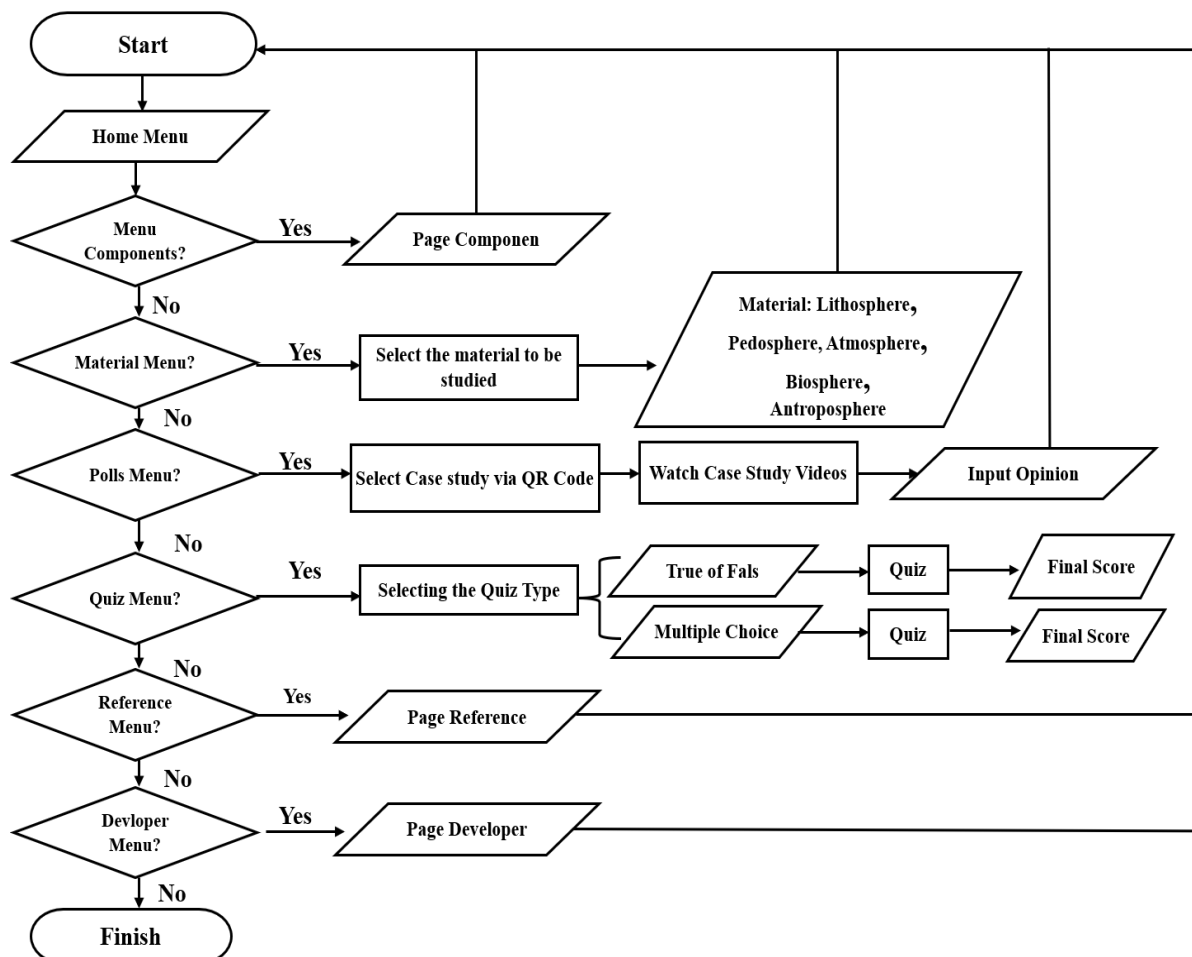 Start
Home Menu
Menu
Components?
Yes
Page Componen
No
Material: Lithosphere,
Pedosphere, Atmosphere,
Biosphere,
Antroposphere
Material Menu?
Yes
Select the material to be
studied
No
Polls Menu?
Yes
Select Case study via QR Code
Watch Case Study Videos
Input Opinion
No
Quiz Menu?
Yes
Selecting the Quiz Type
True of Fals
Quiz
Final Score
Multiple Choice
Quiz
Final Score
No
Reference
Menu?
Yes
Page Reference
No
Devloper
Menu?
Yes
Page Developer
No
Finish